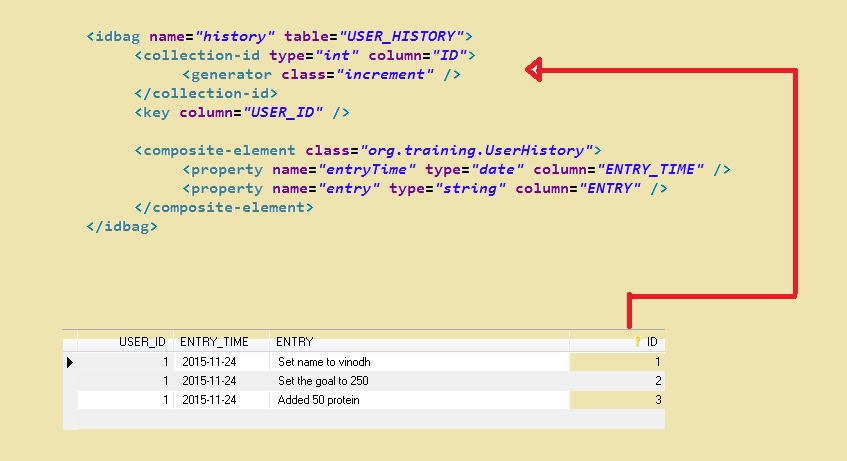 <idbag name="history" table="USER_HISTORY">
<collection-id type="int" column="ID">
<generator class="increment" />
</collection-id>
<key column="USER_ID" />
<composite-element class="org.training.UserHistory">
<property name="entryTime" type="date" column="ENTRY_TIME" />
<property name="entry" type="string" column="ENTRY" />
</composite-element>
</idbag>
USER_ID ENTRY_TIME ENTRY ID
1 2015-11-24 Set name to vinodh 1
1 2015-11-24 Set the goal to 250 2
1 2015-11-24 Added 50 protein 3